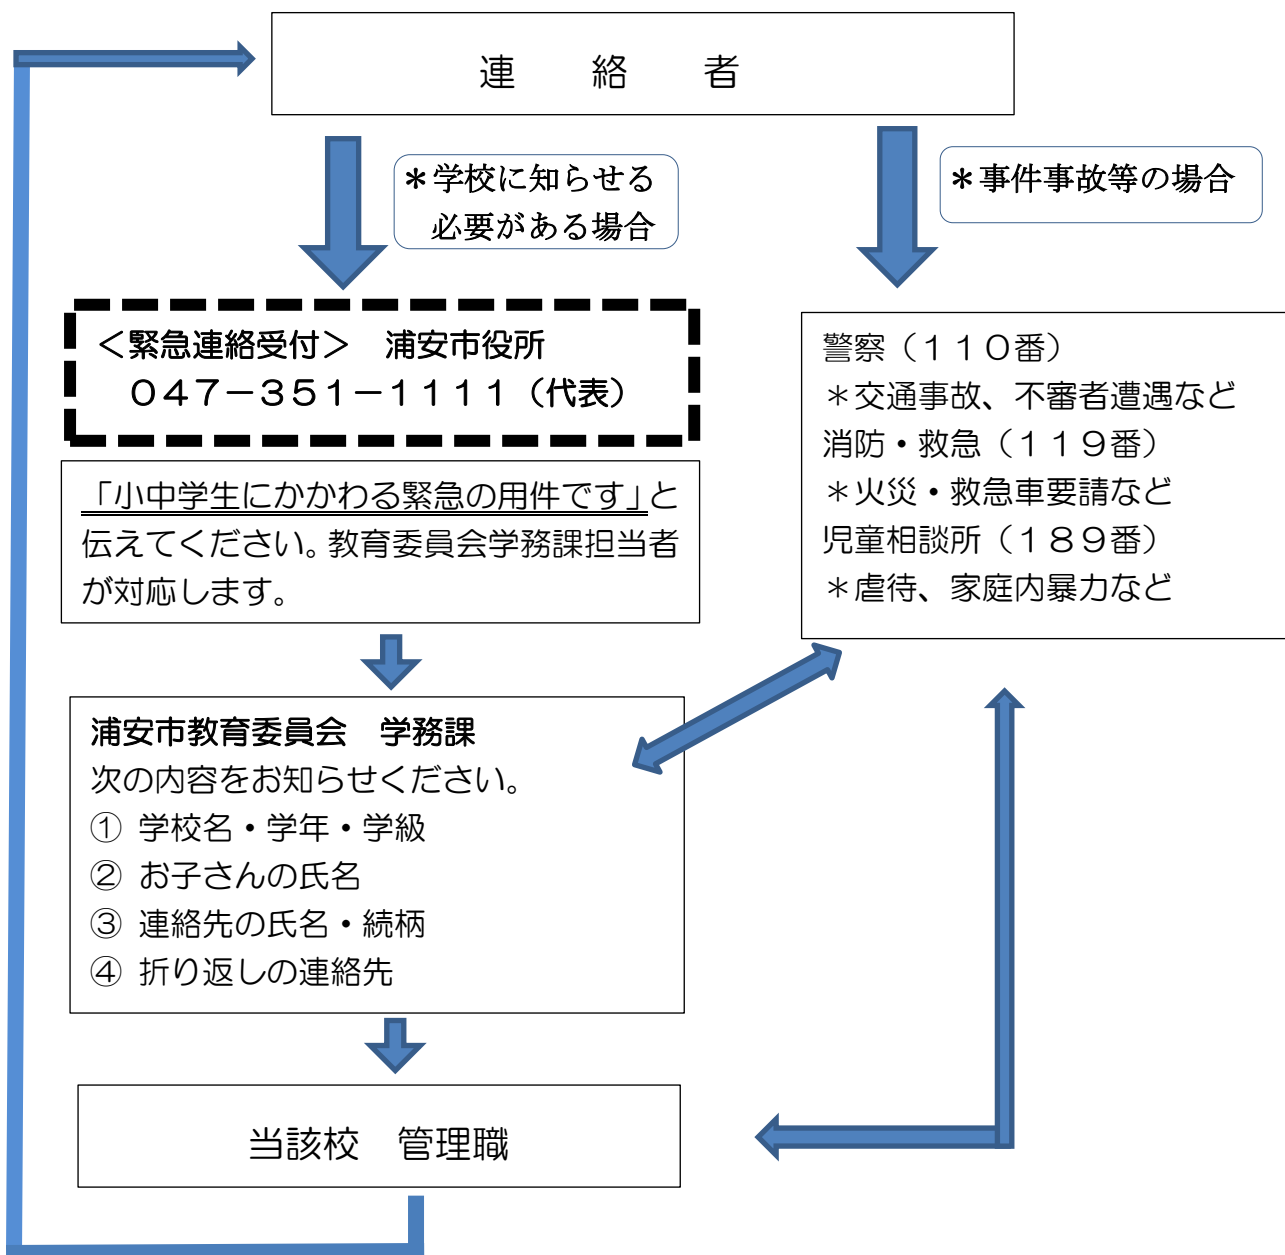 連　絡　者
＊学校に知らせる
必要がある場合
＊事件事故等の場合
＜緊急連絡受付＞　浦安市役所
０４７－３５１－１１１１（代表）
「小中学生にかかわる緊急の用件です」と
伝えてください。教育委員会学務課担当者
が対応します。
警察（１１０番）
＊交通事故、不審者遭遇など
消防・救急（１１９番）
＊火災・救急車要請など
児童相談所（１８９番）
＊虐待、家庭内暴力など
浦安市教育委員会　学務課
次の内容をお知らせください。
① 学校名・学年・学級
② お子さんの氏名
③ 連絡先の氏名・続柄
④ 折り返しの連絡先
当該校　管理職